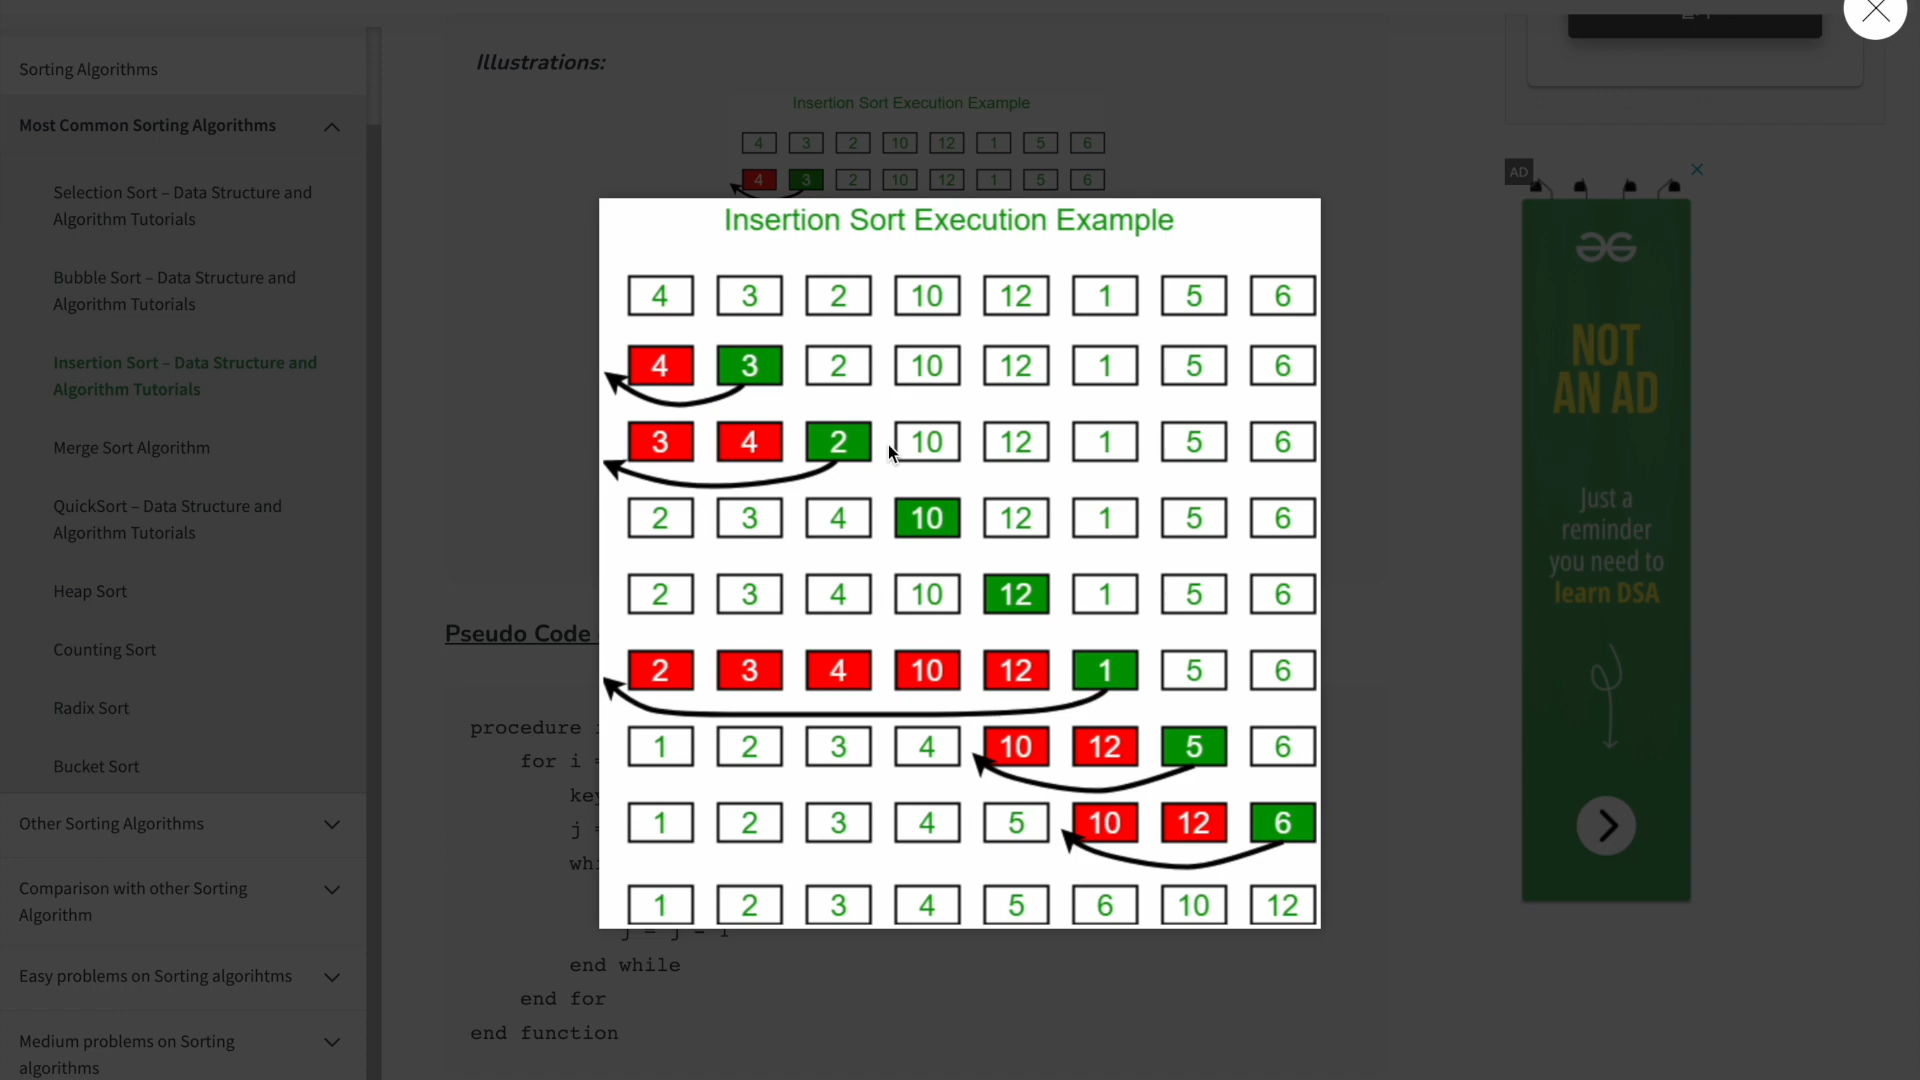 Sorting Algorithms
Most Common Sorting Algorithms
Selection Sort – Data Structure and
Algorithm Tutorials
Bubble Sort – Data Structure and
Algorithm Tutorials
Insertion Sort – Data Structure and
Algorithm Tutorials
Merge Sort Algorithm
QuickSort – Data Structure and
Algorithm Tutorials
Heap Sort
Counting Sort
Radix Sort
Bucket Sort
Other Sorting Algorithms
Comparison with other Sorting
Algorithm
Easy problems on Sorting algorihtms
Medium problems on Sorting
algorithms
Illustrations:
Insertion Sort Execution Example
4 3 2 10 12 1 5 6
4 3 2 10 12 1 5 6
Insertion Sort Execution Example
4 3 2 10 12 1 5 6
4 3 2 10 12 1 5 6
3 4 2 10 12 1 5 6
2 3 4 10 12 1 5 6
2 3 4 10 12 1 5 6
2 3 4 10 12 1 5 6
1 2 3 4 10 12 5 6
1 2 3 4 5 10 12 6
1 2 3 4 5 6 10 12
Pseudo Code
procedure
for i =
j =
j = j - 1
end while
end for
end function
AD
NOT
AN AD
Just a
reminder
you need to
learn DSA